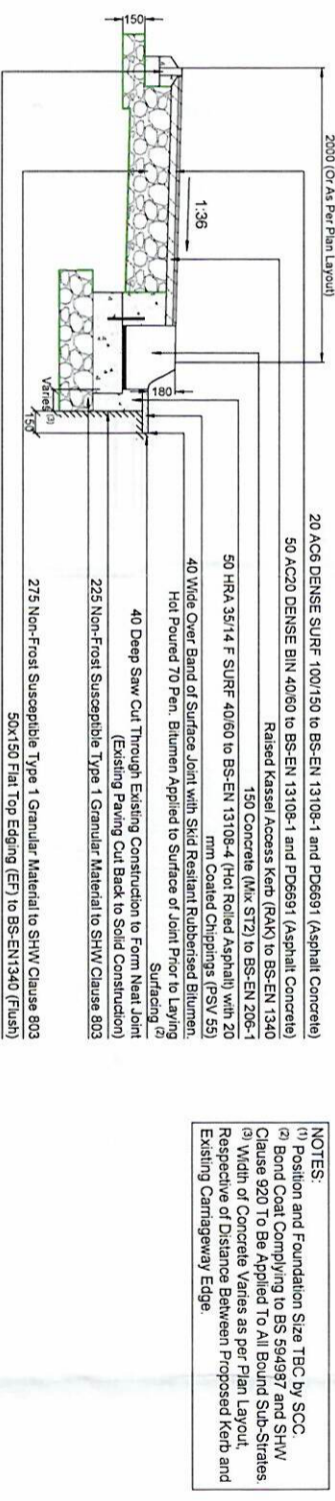 2000 (Or As Per Plan Layout)
150
1:36
180
Varies (3)
150
20 AC6 DENSE SURF 100/150 to BS-EN 13108-1 and PD6691 (Asphalt Concrete)
50 AC20 DENSE BIN 40/60 to BS-EN 13108-1 and PD6691 (Asphalt Concrete)
Raised Kassel Access Kerb (RAK) to BS-EN 1340
150 Concrete (Mix ST2) to BS-EN 206-1
50 HRA 35/14 F SURF 40/60 to BS-EN 13108-4 (Hot Rolled Asphalt) with 20
mm Coated Chippings (PSV 55)
40 Wide Over Band of Surface Joint with Skid Resitant Rubberised Bitumen.
Hot Poured 70 Pen. Bitumen Applied to Surface of Joint Prior to Laying
Surfacing (2)
40 Deep Saw Cut Through Existing Construction to Form Neat Joint
(Existing Paving Cut Back to Solid Construction)
225 Non-Frost Susceptible Type 1 Granular Material to SHW Clause 803
275 Non-Frost Susceptible Type 1 Granular Material to SHW Clause 803
50x150 Flat Top Edging (EF) to BS-EN1340 (Flush)
NOTES:
(1) Position and Foundation Size TBC by SCC.
(2) Bond Coat Complying to BS 594987 and SHW
Clause 920 To Be Applied To All Bound Sub-Strates.
(3) Width of Concrete Varies as per Plan Layout,
Respective of Distance Between Proposed Kerb and
Existing Carriageway Edge.